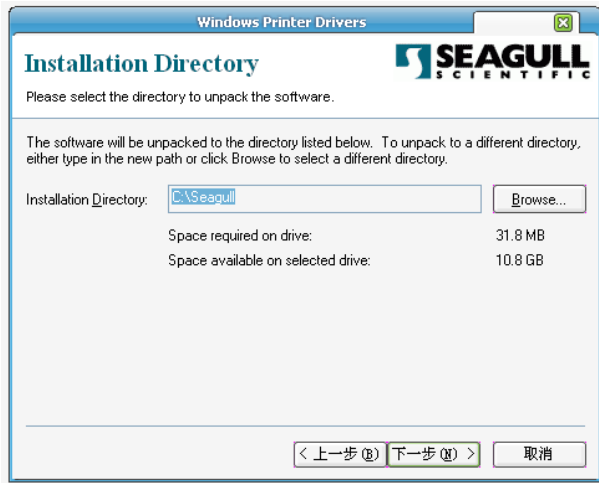 Windows Printer Drivers
Installation Directory
SEAGULL
SCIENTIFIC
Please select the directory to unpack the software.
The software will be unpacked to the directory listed below. To unpack to a different directory,
either type in the new path or click Browse to select a different directory.
Installation Directory: C:\Seagull Browse...
Space required on drive: 31.8 MB
Space available on selected drive: 10.8 GB
< 上一步(B) 下一步(N) > 取消